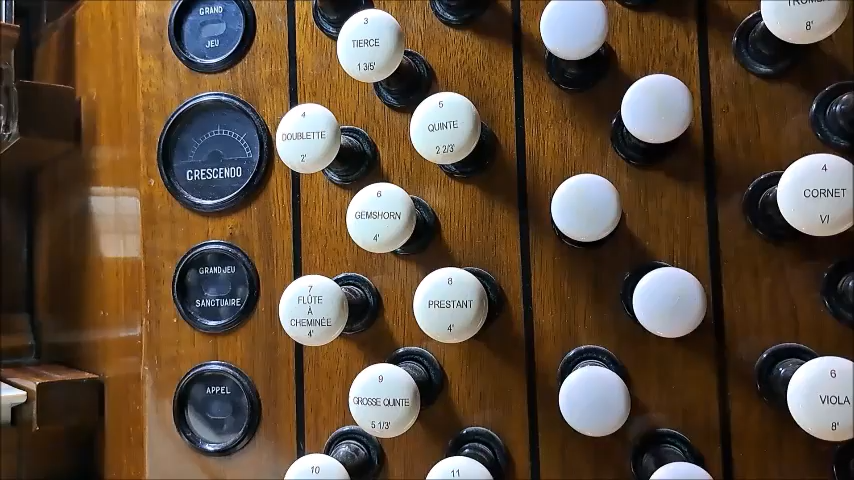 GRAND
JEU
CRESCENDO
GRAND JEU
SANCTUAIRE
APPEL
3
TIERCE
1 3/5'
4
DOUBLETTE
2'
5
QUINTE
2 2/3'
6
GEMSHORN
4'
7
FLÛTE
À
CHEMINÉE
4'
8
PRESTANT
4'
9
GROSSE QUINTE
5 1/3'
10
11
8'
4
CORNET
VI
6
VIOLA
8'